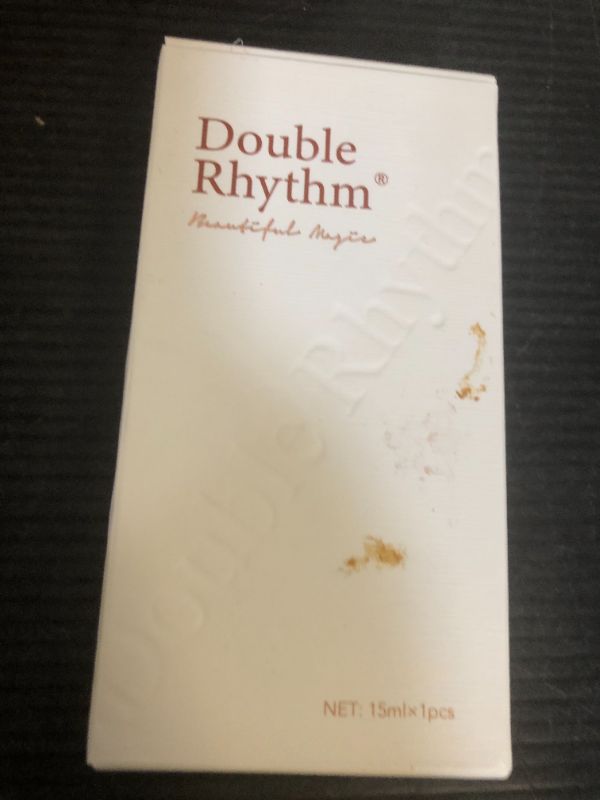 Double
Rhythm®
Beautiful Magic
Double Rhythm
NET: 15ml×1pcs